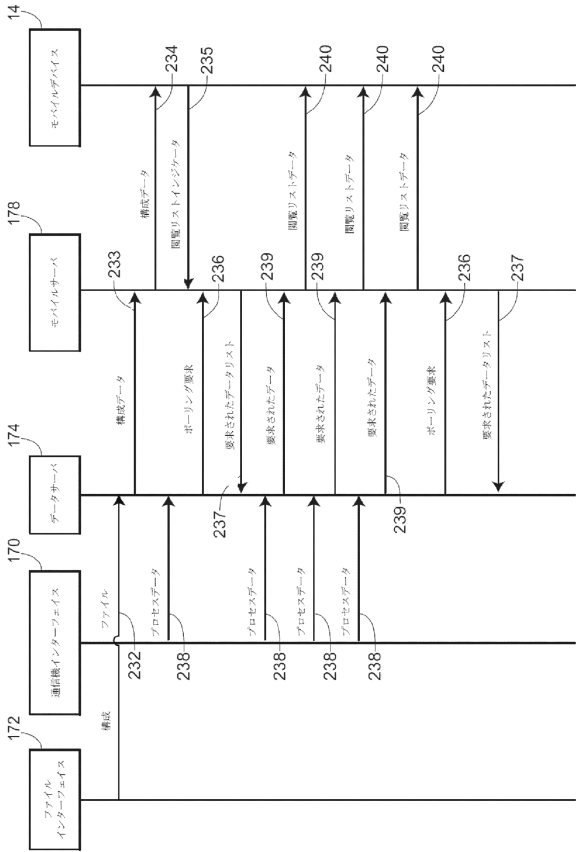 172
ファイル
インターフェイス
170
通信機インターフェイス
174
データサーバ
178
モバイルサーバ
14
モバイルデバイス
構成
ファイル
232
構成データ
233
構成データ
234
プロセスデータ
238
閲覧リストインジケータ
235
ポーリング要求
236
要求されたデータリスト
237
プロセスデータ
238
要求されたデータ
239
閲覧リストデータ
240
プロセスデータ
238
要求されたデータ
239
閲覧リストデータ
240
プロセスデータ
238
要求されたデータ
239
閲覧リストデータ
240
ポーリング要求
236
要求されたデータリスト
237